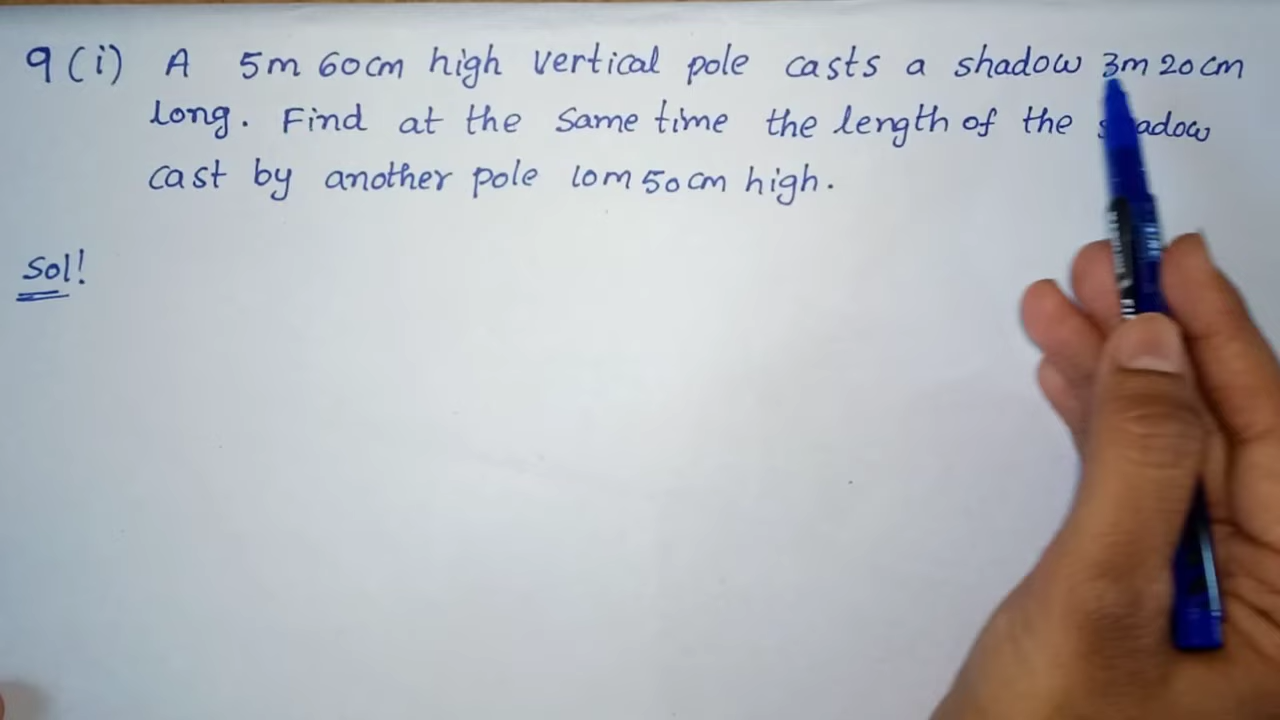 9 (i) A 5m 60cm high vertical pole casts a shadow 3m 20cm
long. Find at the same time the length of the shadow
cast by another pole 10m 50cm high.
Sol!